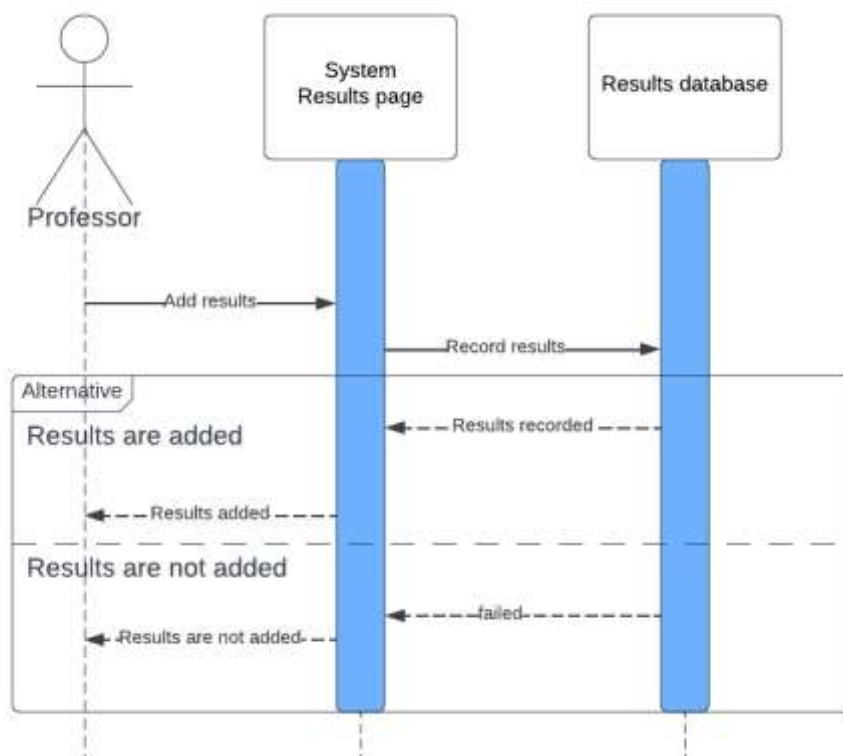 System
Results page
Results database
Professor
Add results
Record results
Alternative
Results recorded
Results are added
Results added
Results are not added
failed
Results are not added